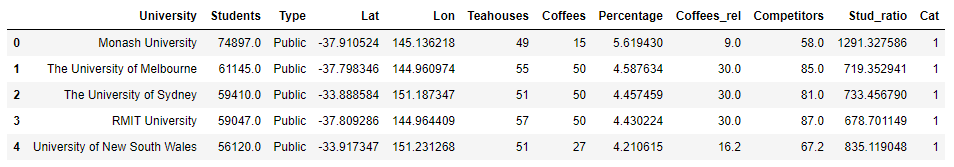 University Students Type Lat Lon Teahouses Coffees Percentage Coffees_rel Competitors Stud_ratio Cat
0 Monash University 74897.0 Public -37.910524 145.136218 49 15 5.619430 9.0 58.0 1291.327586 1
1 The University of Melbourne 61145.0 Public -37.798346 144.960974 55 50 4.587634 30.0 85.0 719.352941 1
2 The University of Sydney 59410.0 Public -33.888584 151.187347 51 50 4.457459 30.0 81.0 733.456790 1
3 RMIT University 59047.0 Public -37.809286 144.964409 57 50 4.430224 30.0 87.0 678.701149 1
4 University of New South Wales 56120.0 Public -33.917347 151.231268 51 27 4.210615 16.2 67.2 835.119048 1